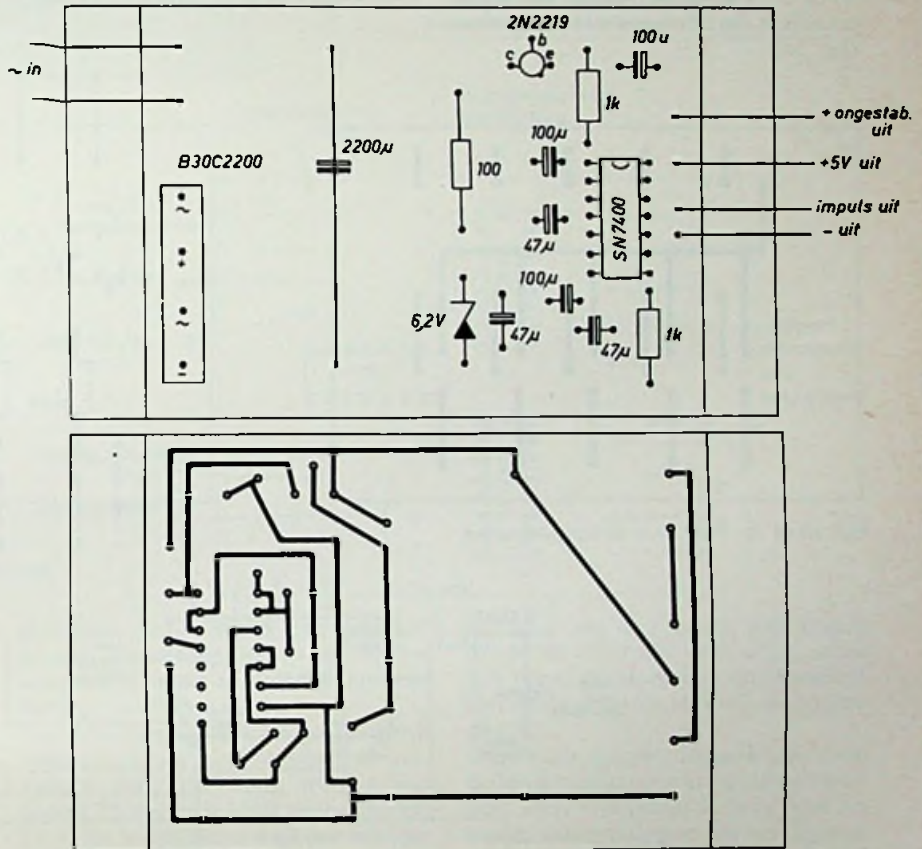 2N2219
b
c
e
100u
~ in
1k
+ ongestab.
uit
100µ
B30C2200
2200µ
100
+5V uit
~
SN7400
impuls uit
47µ
- uit
+
100µ
~
6,2V
47µ
47µ
1k
-